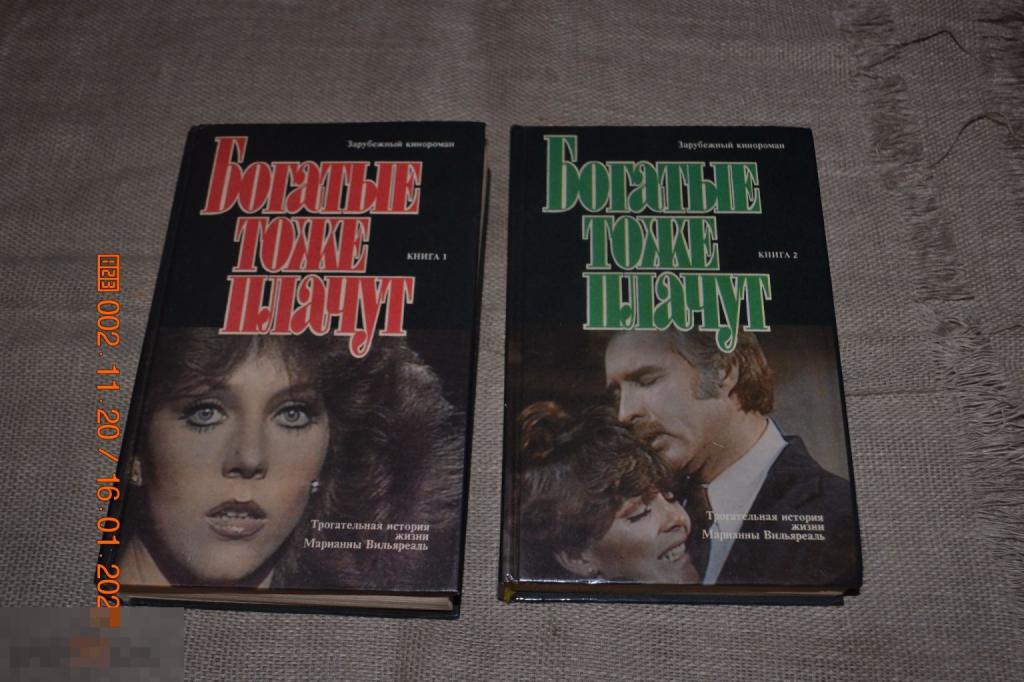 Зарубежный кинороман
Богатые
тоже
плачут
КНИГА 1
Трогательная история
жизни
Марианны Вильяреаль
Зарубежный кинороман
Богатые
тоже
плачут
КНИГА 2
Трогательная история
жизни
Марианны Вильяреаль
002.11.20/16.01.202